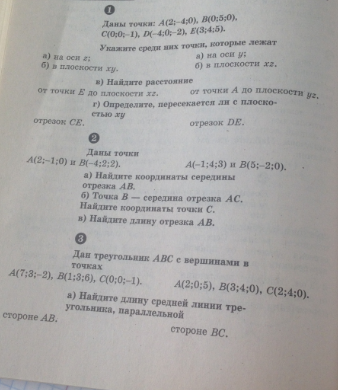 1
Даны точки: A(2;-4;0), B(0;5;0),
C(0;0;-1), D(-4;0;-2), E(3;4;5).
Укажите среди них точки, которые лежат
а) на оси z; а) на оси y;
б) в плоскости xy. б) в плоскости xz.
в) Найдите расстояние
от точки E до плоскости xz. от точки A до плоскости yz.
г) Определите, пересекается ли с плоско-
стью xy
отрезок CE. отрезок DE.
2
Даны точки
A(2;-1;0) и B(-4;2;2). A(-1;4;3) и B(5;-2;0).
а) Найдите координаты середины
отрезка AB.
б) Точка B — середина отрезка AC.
Найдите координаты точки C.
в) Найдите длину отрезка AB.
3
Дан треугольник ABC с вершинами в
точках
A(7;3;-2), B(1;3;6), C(0;0;-1). A(2;0;5), B(3;4;0), C(2;4;0).
а) Найдите длину средней линии тре-
угольника, параллельной
стороне AB. стороне BC.